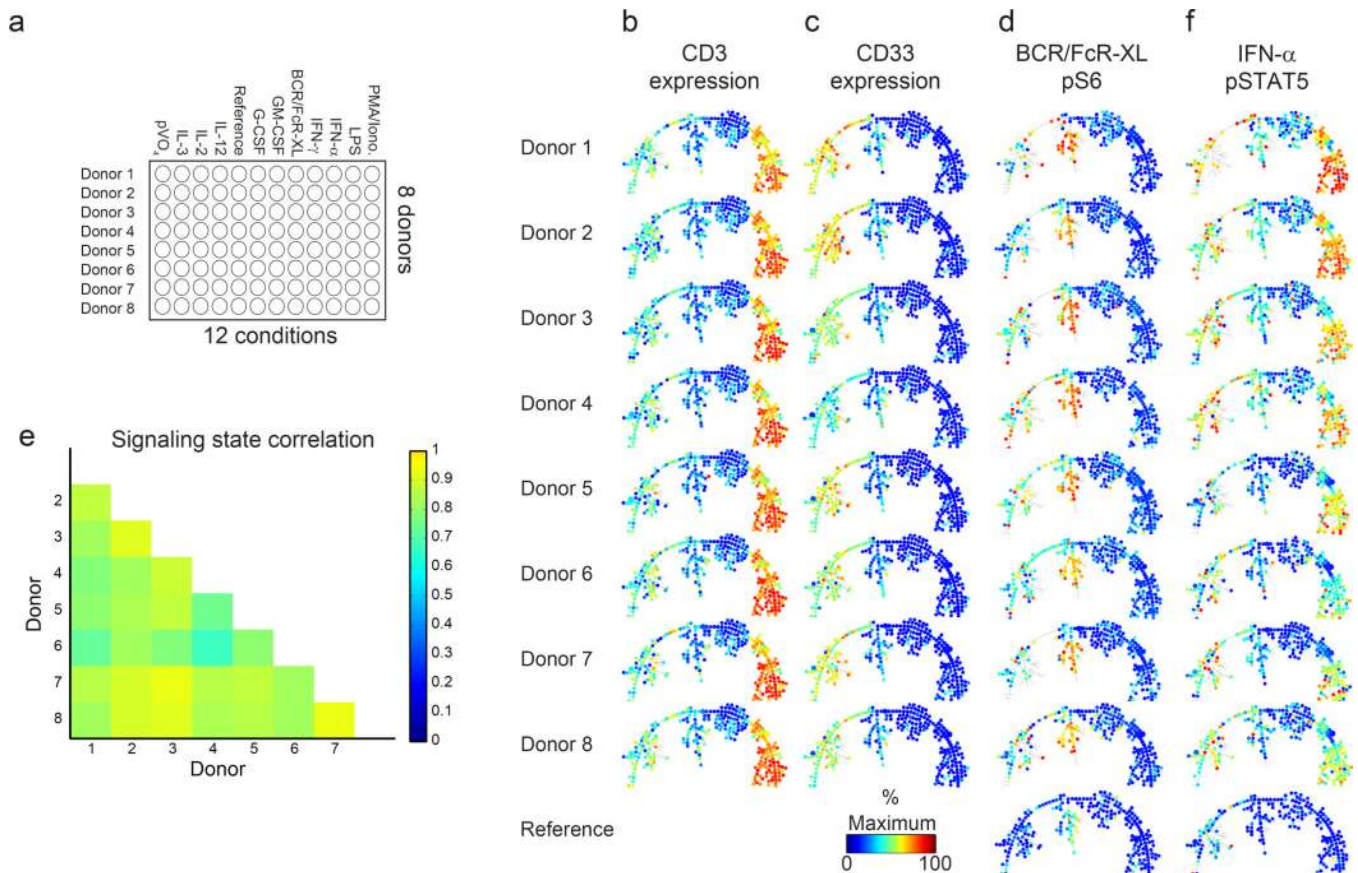 a
pVO4
IL-3
IL-2
IL-12
Reference
G-CSF
GM-CSF
BCR/FcR-XL
IFN-γ
IFN-α
LPS
PMA/Iono.
Donor 1
Donor 2
Donor 3
Donor 4
Donor 5
Donor 6
Donor 7
Donor 8
8 donors
12 conditions
e
Signaling state correlation
Donor
2
3
4
5
6
7
8
1 2 3 4 5 6 7
Donor
1
0.9
0.8
0.7
0.6
0.5
0.4
0.3
0.2
0.1
0
b
CD3
expression
c
CD33
expression
d
BCR/FcR-XL
pS6
f
IFN-α
pSTAT5
Donor 1
Donor 2
Donor 3
Donor 4
Donor 5
Donor 6
Donor 7
Donor 8
Reference
%
Maximum
0 100